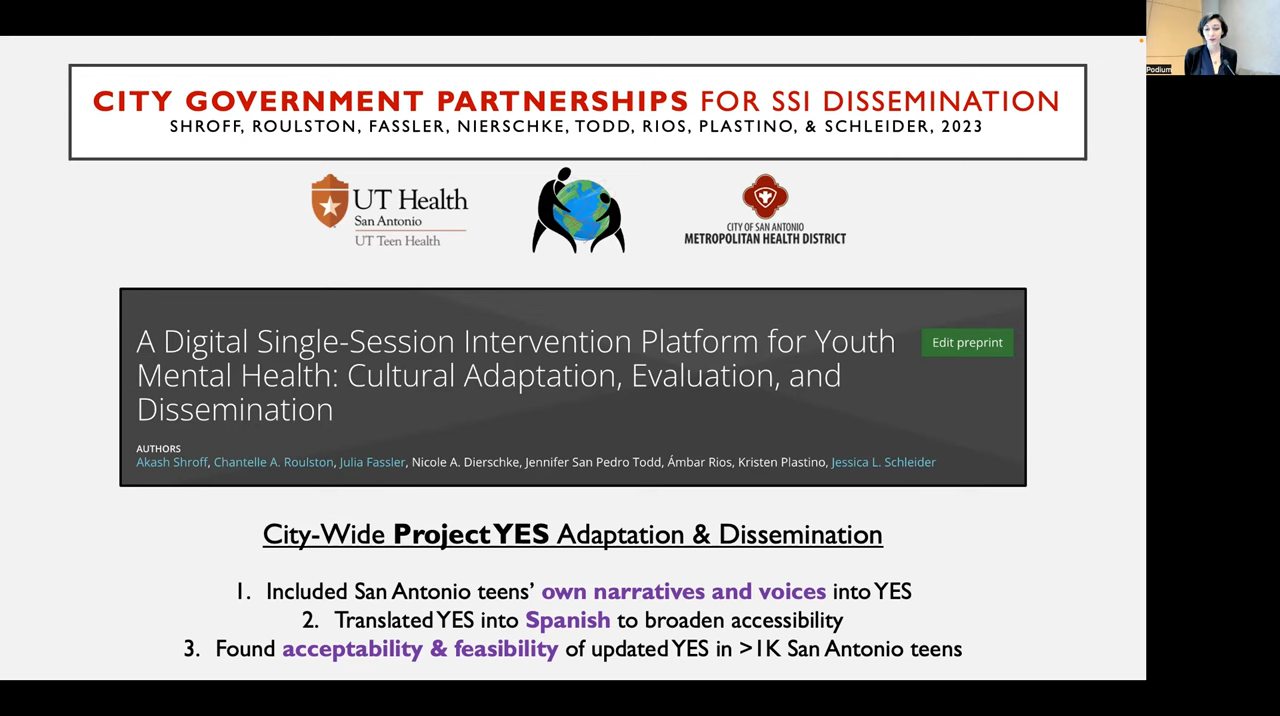 CITY GOVERNMENT PARTNERSHIPS FOR SSI DISSEMINATION
SHROFF, ROULSTON, FASSLER, NIERSCHKE, TODD, RIOS, PLASTINO, & SCHLEIDER, 2023
UT Health
San Antonio
UT Teen Health
CITY OF SAN ANTONIO
METROPOLITAN HEALTH DISTRICT
A Digital Single-Session Intervention Platform for Youth
Mental Health: Cultural Adaptation, Evaluation, and
Dissemination
Edit preprint
AUTHORS
Akash Shroff, Chantelle A. Roulston, Julia Fassler, Nicole A. Dierschke, Jennifer San Pedro Todd, Ámbar Rios, Kristen Plastino, Jessica L. Schleider
City-Wide Project YES Adaptation & Dissemination
1. Included San Antonio teens’ own narratives and voices into YES
2. Translated YES into Spanish to broaden accessibility
3. Found acceptability & feasibility of updated YES in >1K San Antonio teens
Podium